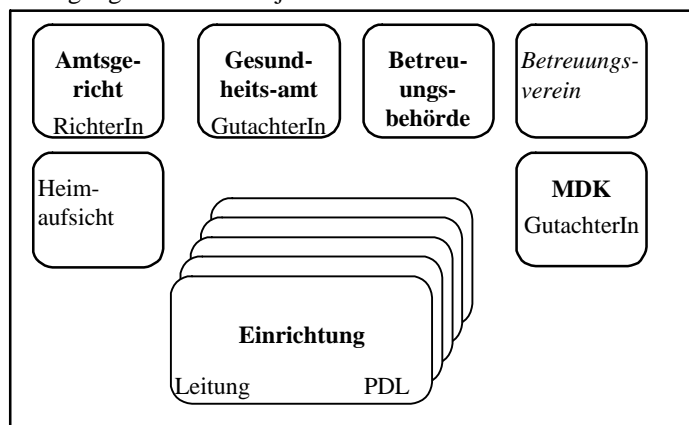 Amtsge-
richt
RichterIn
Gesund-
heits-amt
GutachterIn
Betreu-
ungs-
behörde
Betreuungs-
verein
Heim-
aufsicht
MDK
GutachterIn
Einrichtung
Leitung PDL